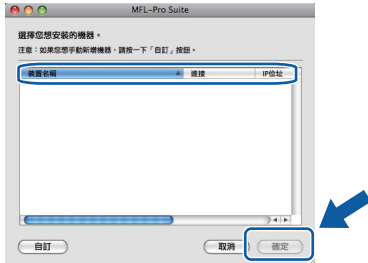 MFL-Pro Suite
選擇您想安裝的機器。
注意：如果您想手動新增機器，請按一下「自訂」按鈕。
裝置名稱 連接 IP位址
自訂 取消 確定